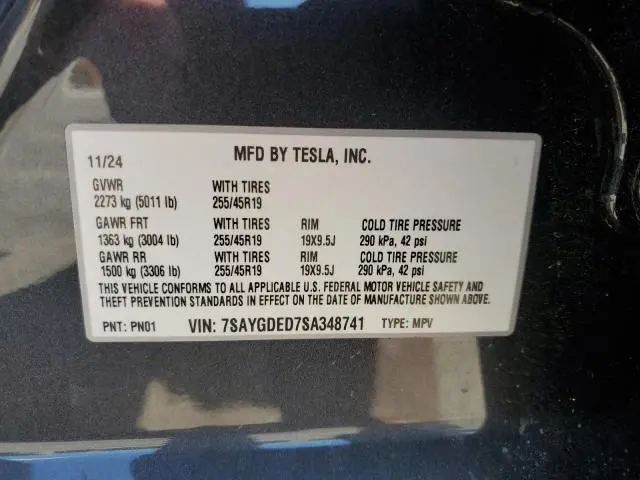 11/24 MFD BY TESLA, INC.
GVWR WITH TIRES
2273 kg (5011 lb) 255/45R19
GAWR FRT WITH TIRES RIM COLD TIRE PRESSURE
1363 kg (3004 lb) 255/45R19 19X9.5J 290 kPa, 42 psi
GAWR RR WITH TIRES RIM COLD TIRE PRESSURE
1500 kg (3306 lb) 255/45R19 19X9.5J 290 kPa, 42 psi
THIS VEHICLE CONFORMS TO ALL APPLICABLE U.S. FEDERAL MOTOR VEHICLE SAFETY AND
THEFT PREVENTION STANDARDS IN EFFECT ON THE DATE OF MANUFACTURE SHOWN ABOVE.
PNT: PN01 VIN: 7SAYGDED7SA348741 TYPE: MPV